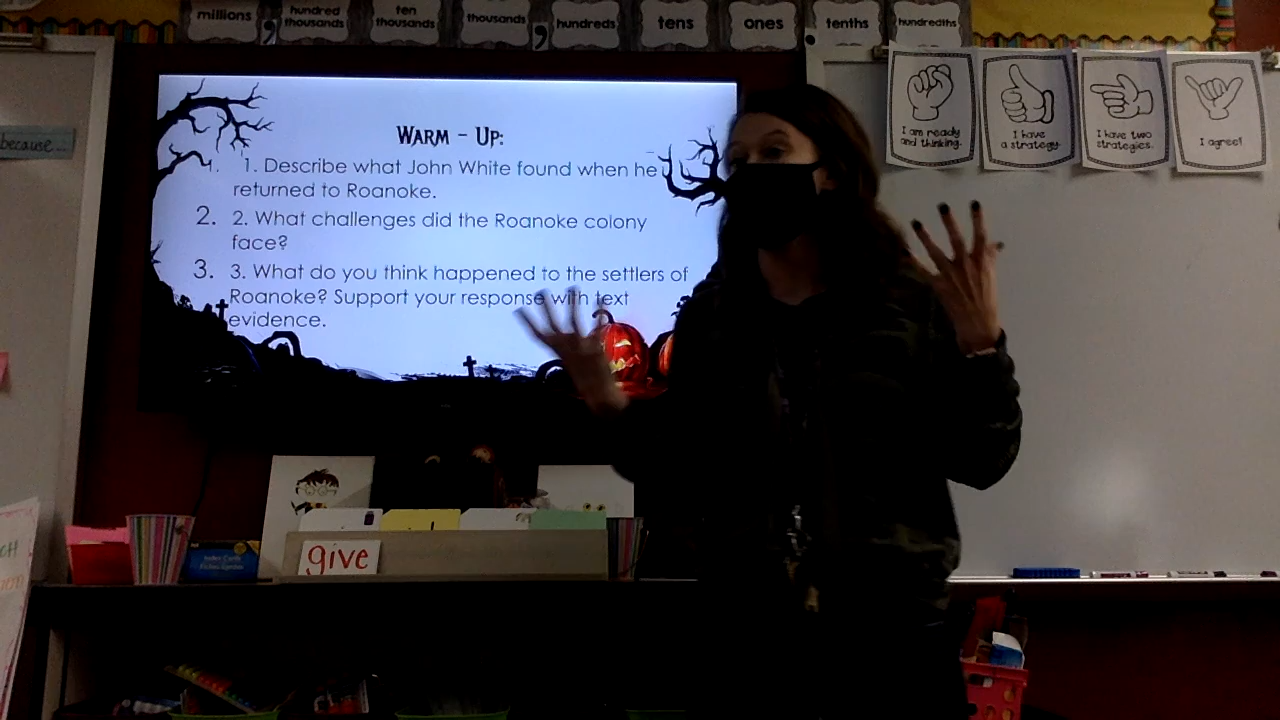 millions
hundred
thousands
ten
thousands
thousands
hundreds
tens
ones
tenths
hundredths
because...
WARM - UP:
1. 1. Describe what John White found when he
returned to Roanoke.
2. 2. What challenges did the Roanoke colony
face?
3. 3. What do you think happened to the settlers of
Roanoke? Support your response with text
evidence.
I am ready
and thinking.
I have
a strategy.
I have two
strategies.
I agree!
give
Index Cards